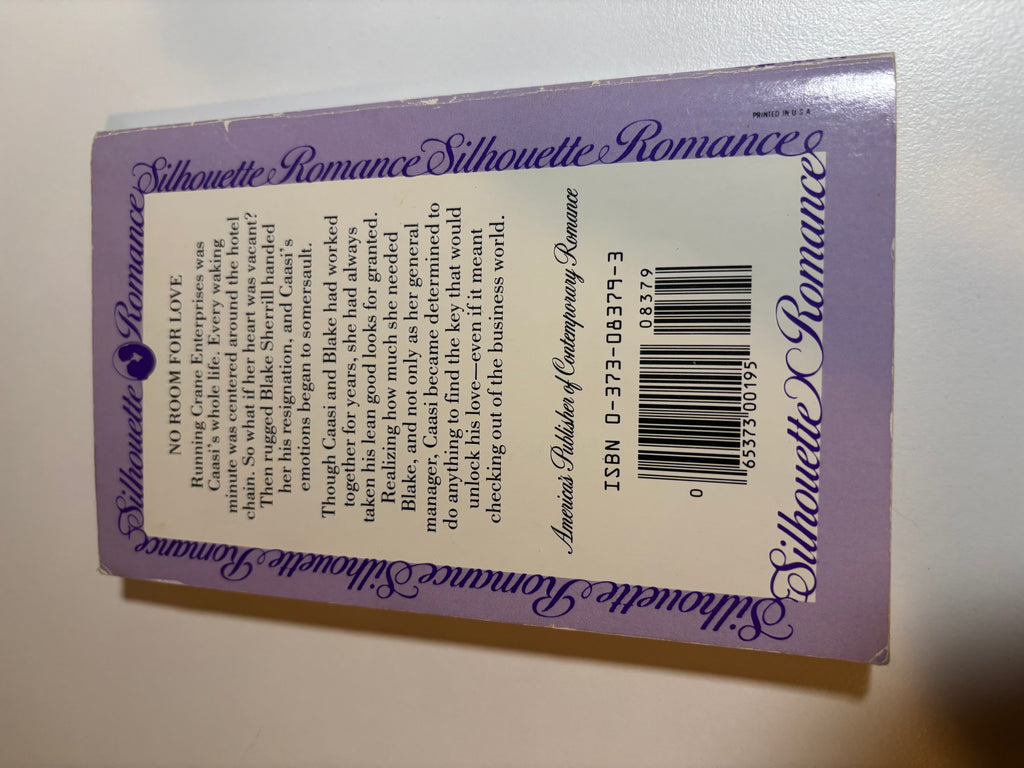 Silhouette Romance
Silhouette Romance Silhouette Romance
Silhouette Romance Silhouette Romance
PRINTED IN U S A
NO ROOM FOR LOVE
Running Crane Enterprises was
Caasi's whole life. Every waking
minute was centered around the hotel
chain. So what if her heart was vacant?
Then rugged Blake Sherrill handed
her his resignation, and Caasi's
emotions began to somersault.
Though Caasi and Blake had worked
together for years, she had always
taken his lean good looks for granted.
Realizing how much she needed
Blake, and not only as her general
manager, Caasi became determined to
do anything to find the key that would
unlock his love—even if it meant
checking out of the business world.
America's Publisher of Contemporary Romance
ISBN 0-373-08379-3
08379
0 65373 00195
Silhouette Romance